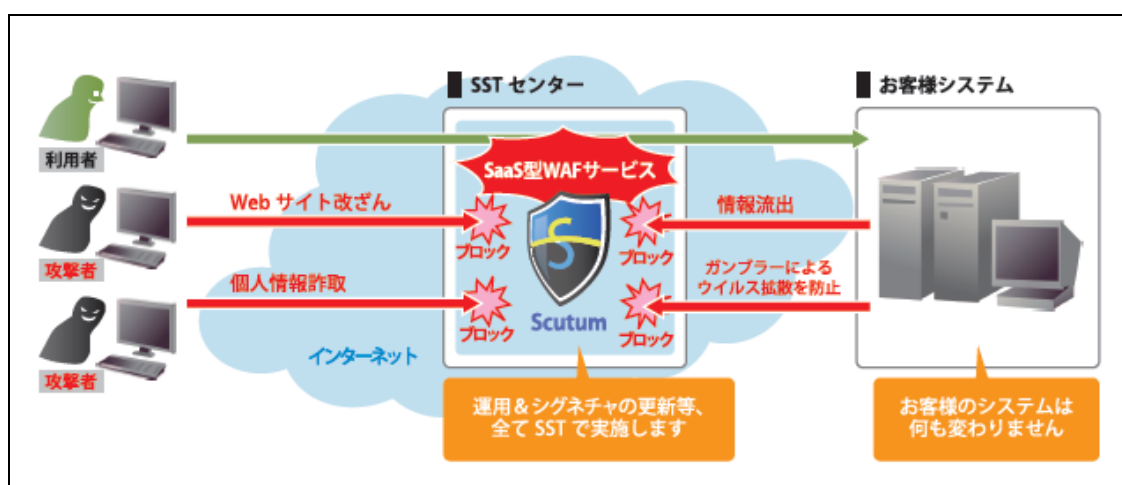 SST センター
お客様システム
利用者
SaaS型WAFサービス
Web サイト改ざん
情報流出
ブロック
ブロック
攻撃者
個人情報詐取
ガンブラーによる
ウイルス拡散を防止
Scutum
ブロック
ブロック
インターネット
攻撃者
運用＆シグネチャの更新等、
全て SST で実施します
お客様のシステムは
何も変わりません